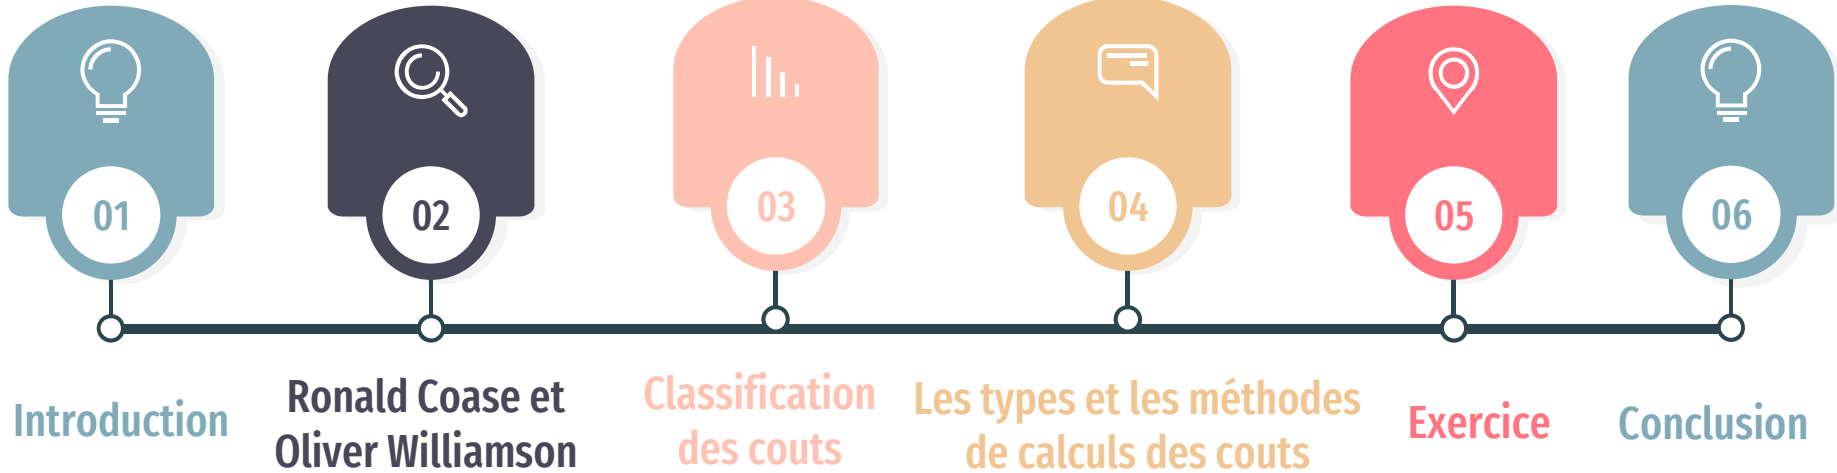 01
02
03
04
05
06
Introduction
Ronald Coase et
Oliver Williamson
Classification
des couts
Les types et les méthodes
de calculs des couts
Exercice
Conclusion